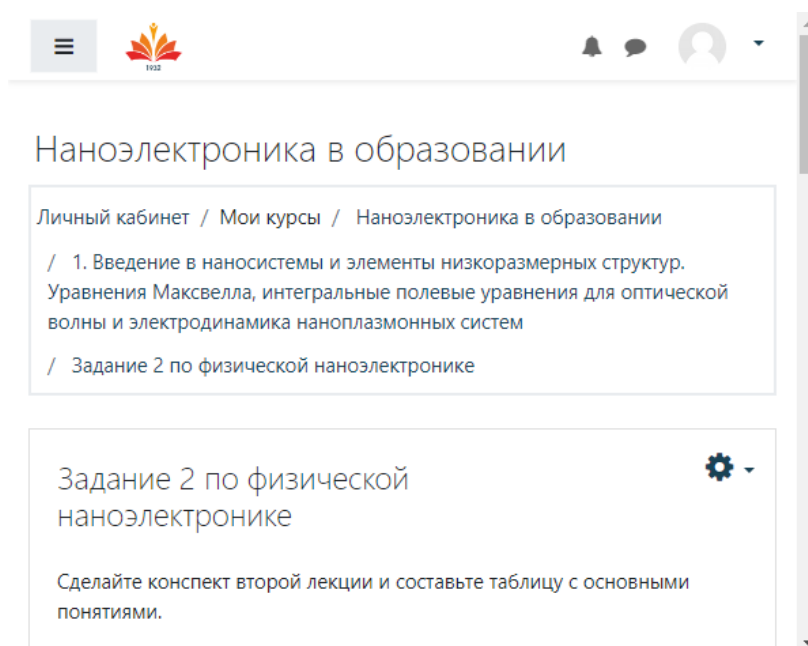 1932
Наноэлектроника в образовании
Личный кабинет / Мои курсы / Наноэлектроника в образовании
/ 1. Введение в наносистемы и элементы низкоразмерных структур.
Уравнения Максвелла, интегральные полевые уравнения для оптической
волны и электродинамика наноплазмонных систем
/ Задание 2 по физической наноэлектронике
Задание 2 по физической
наноэлектронике
Сделайте конспект второй лекции и составьте таблицу с основными
понятиями.